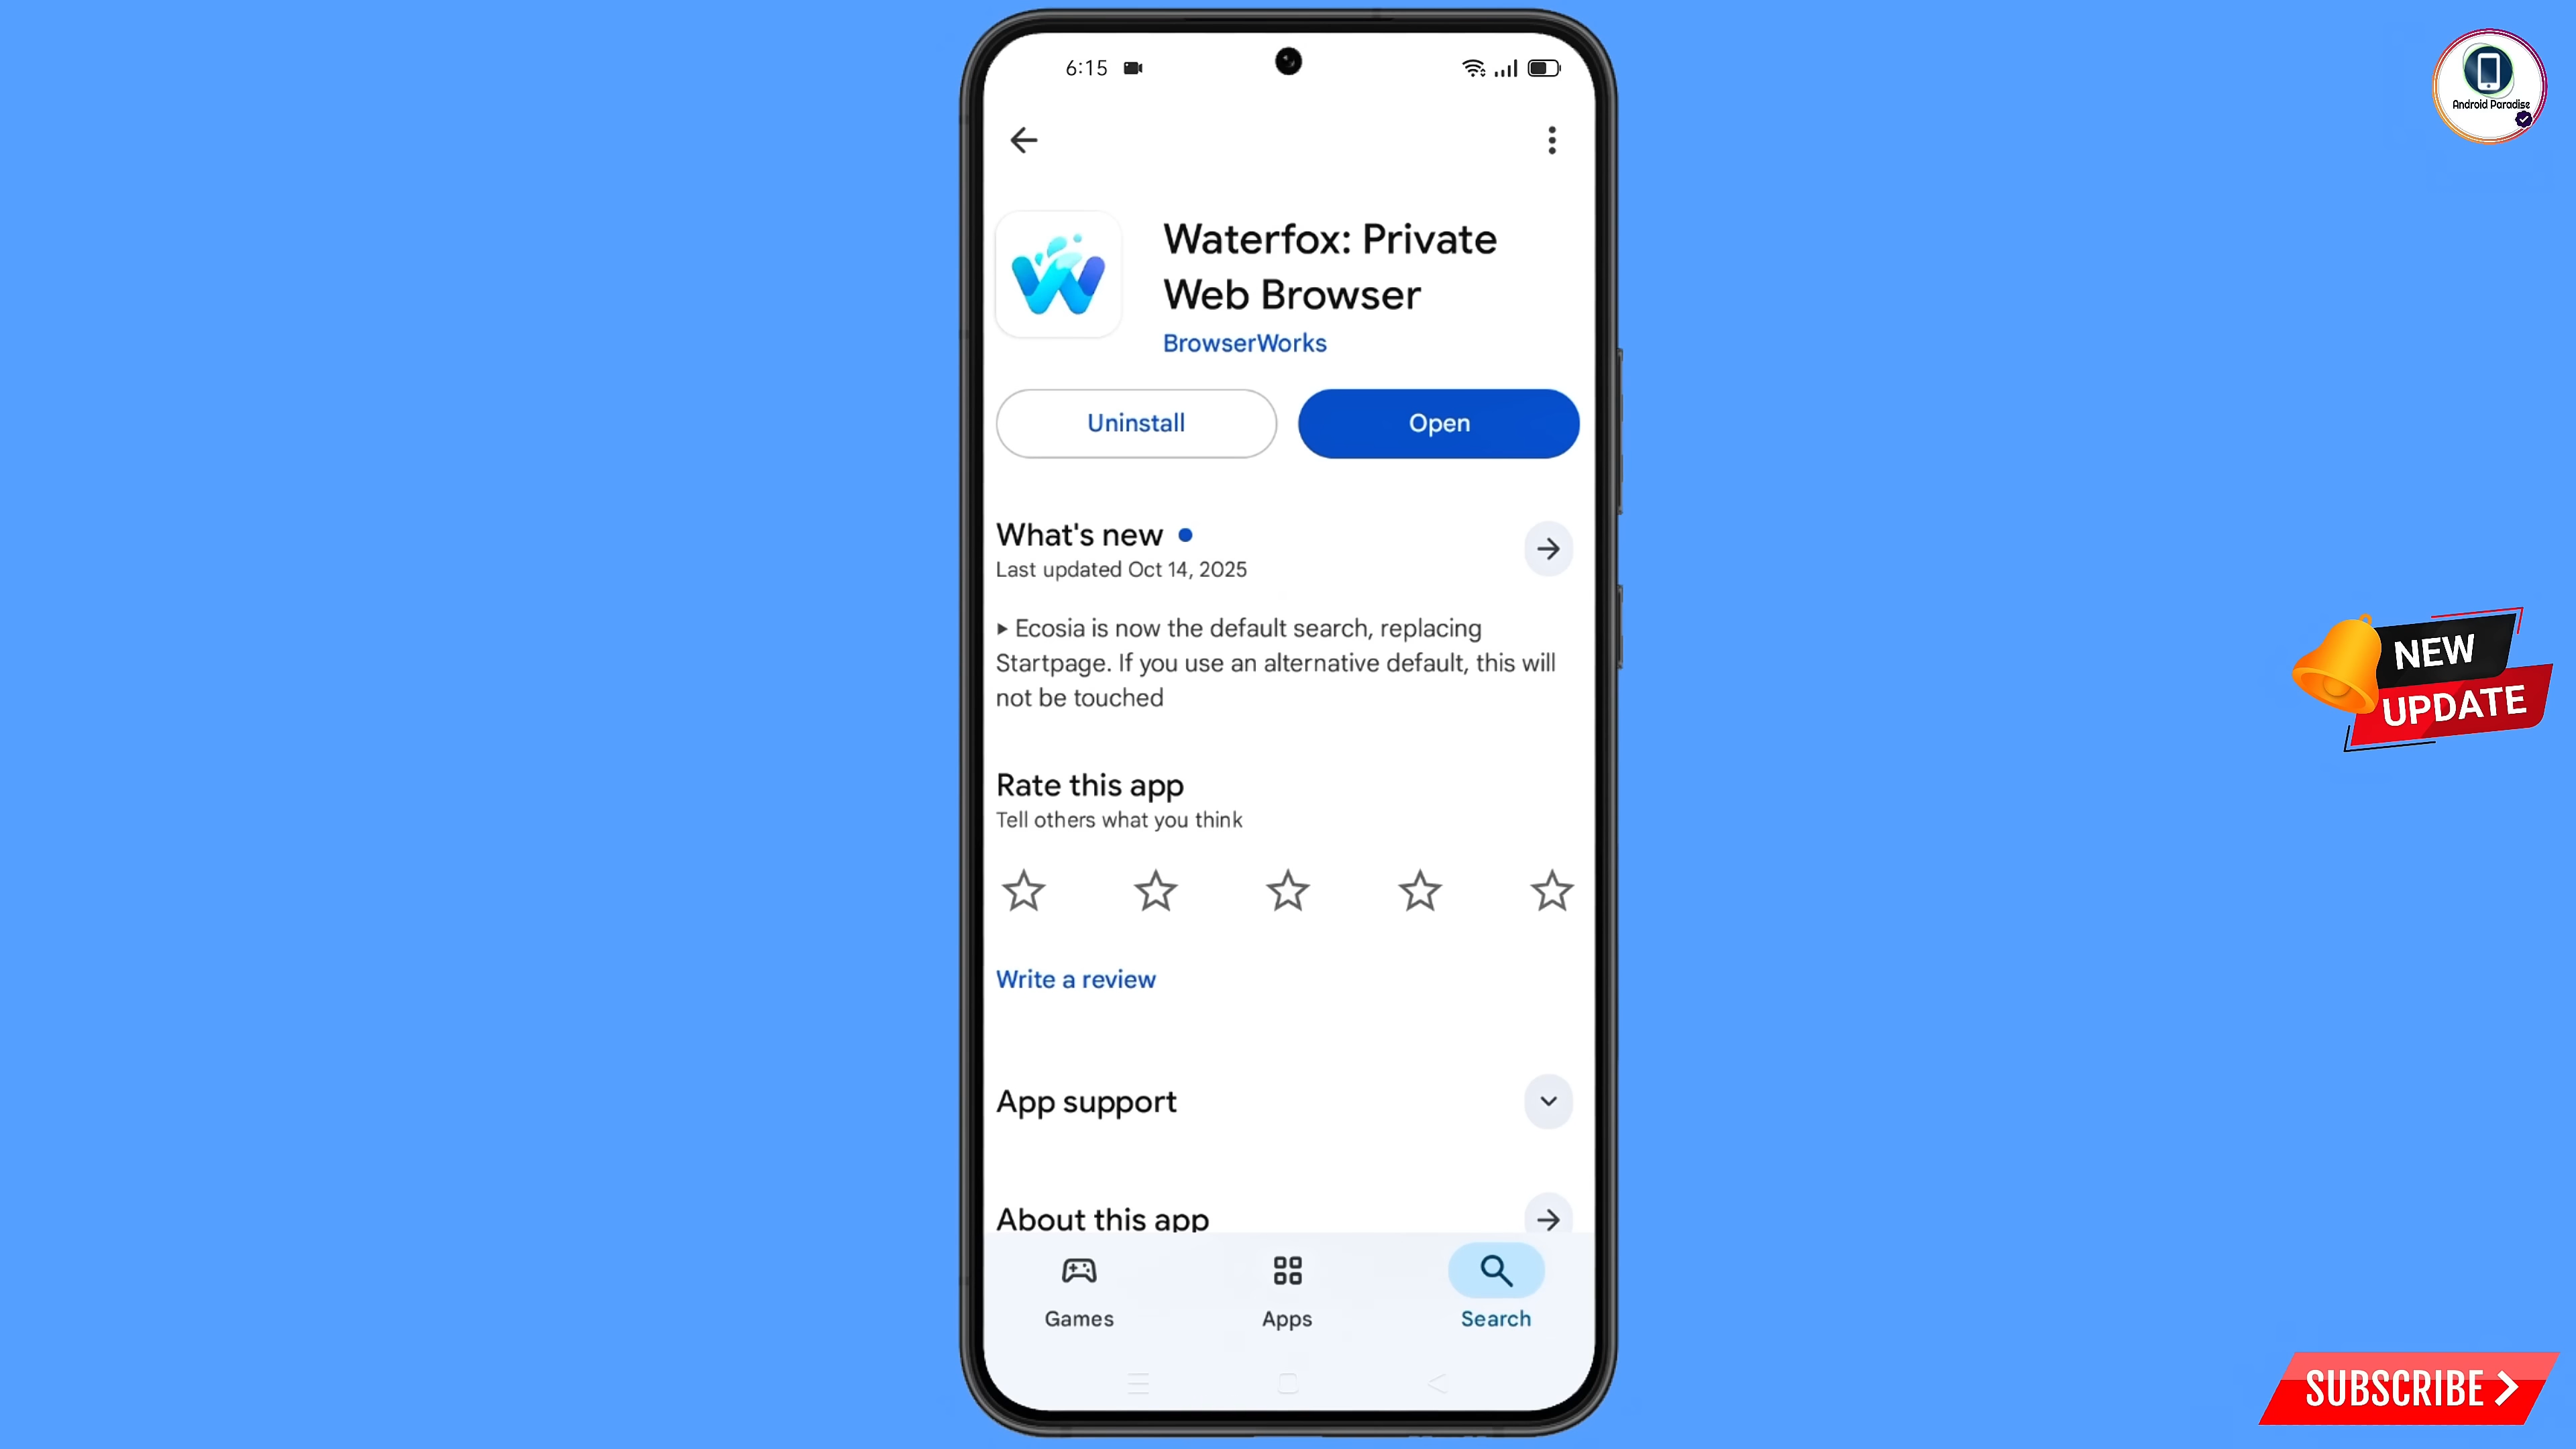 6:15
Android Paradise
Waterfox: Private
Web Browser
BrowserWorks
Uninstall
Open
What's new
Last updated Oct 14, 2025
▸ Ecosia is now the default search, replacing
Startpage. If you use an alternative default, this will
not be touched
NEW
UPDATE
Rate this app
Tell others what you think
Write a review
App support
About this app
Games
Apps
Search
SUBSCRIBE